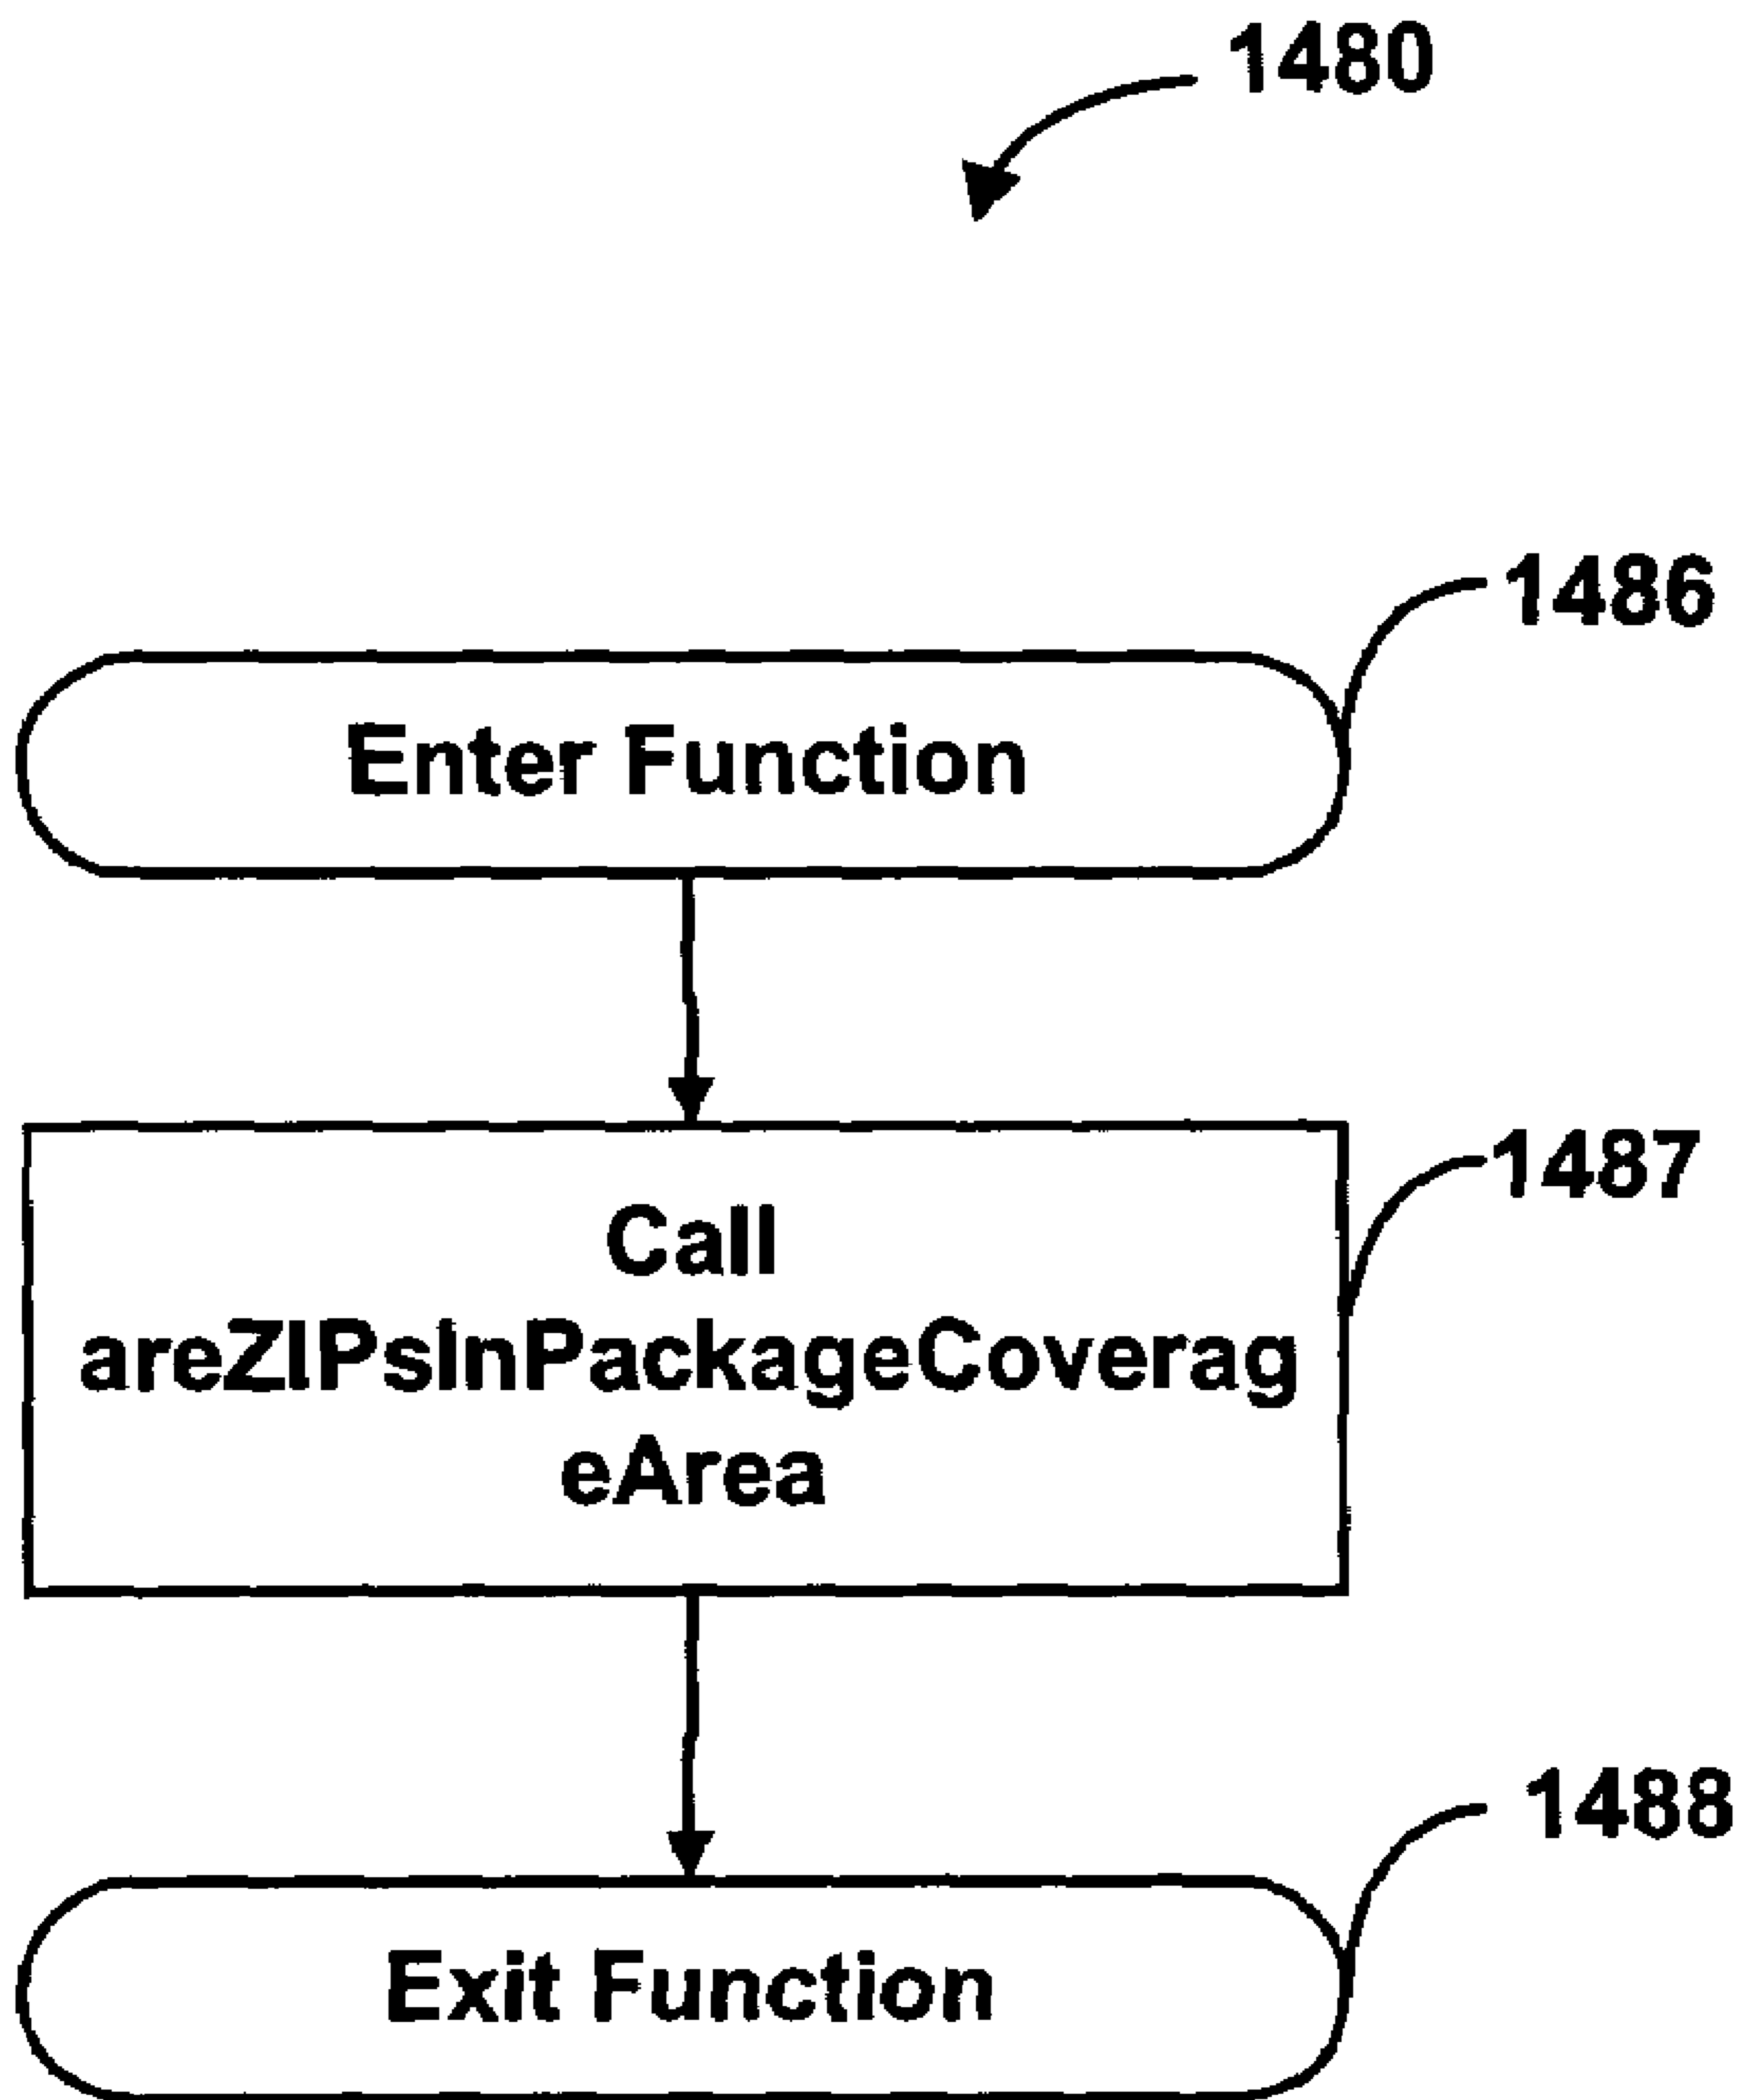 1480
1486
Enter Function
1487
Call
areZIPsInPackageCoverag
eArea
1488
Exit Function